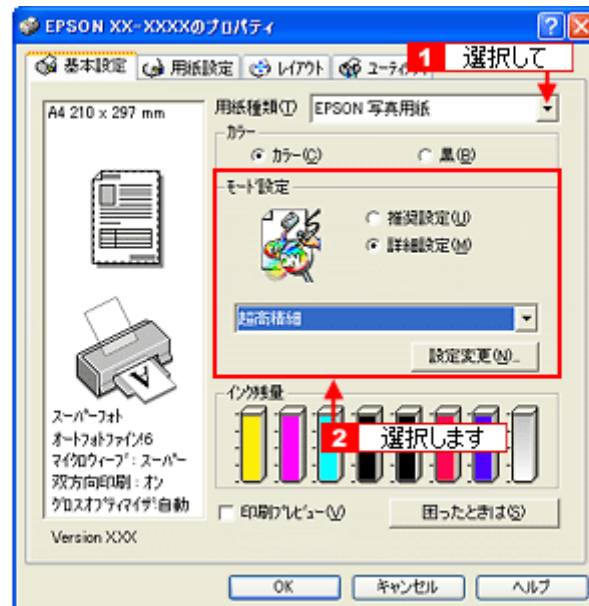 EPSON XX-XXXXのプロパティ
基本設定 用紙設定 レイアウト
1 選択して
A4 210 x 297 mm
用紙種類(T) EPSON 写真用紙
カラー
カラー(C) 黒(B)
モード設定
推奨設定(U)
詳細設定(M)
超高精細
設定変更(N)...
インク残量
2 選択します
スーパーフォト
オートフォトファイン!6
マイクロウィーブ:スーパー
双方向印刷:オン
グロスオプティマイザ:自動
印刷プレビュー(V) 困ったときは(S)
Version XXX
OK キャンセル ヘルプ